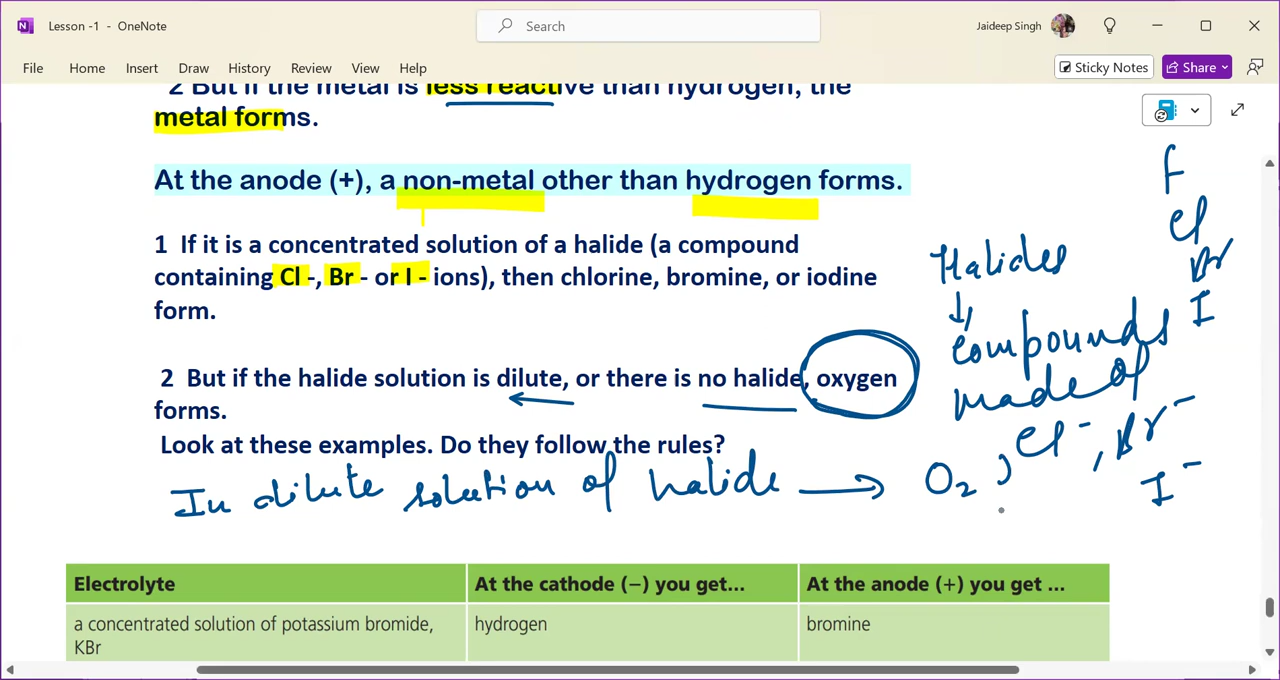 Lesson -1 - OneNote
Search
Jaideep Singh
File Home Insert Draw History Review View Help
Sticky Notes
Share
2 But if the metal is less reactive than hydrogen, the
metal forms.
At the anode (+), a non-metal other than hydrogen forms.
1 If it is a concentrated solution of a halide (a compound
containing Cl -, Br - or I - ions), then chlorine, bromine, or iodine
form.
2 But if the halide solution is dilute, or there is no halide, oxygen
forms.
Look at these examples. Do they follow the rules?
In dilute solution of halide → O₂,
F
Cl
Br
I
Halides
↓
Compounds
made of
Cl⁻, Br⁻
I⁻
Electrolyte At the cathode (−) you get... At the anode (+) you get ...
a concentrated solution of potassium bromide, hydrogen bromine
KBr